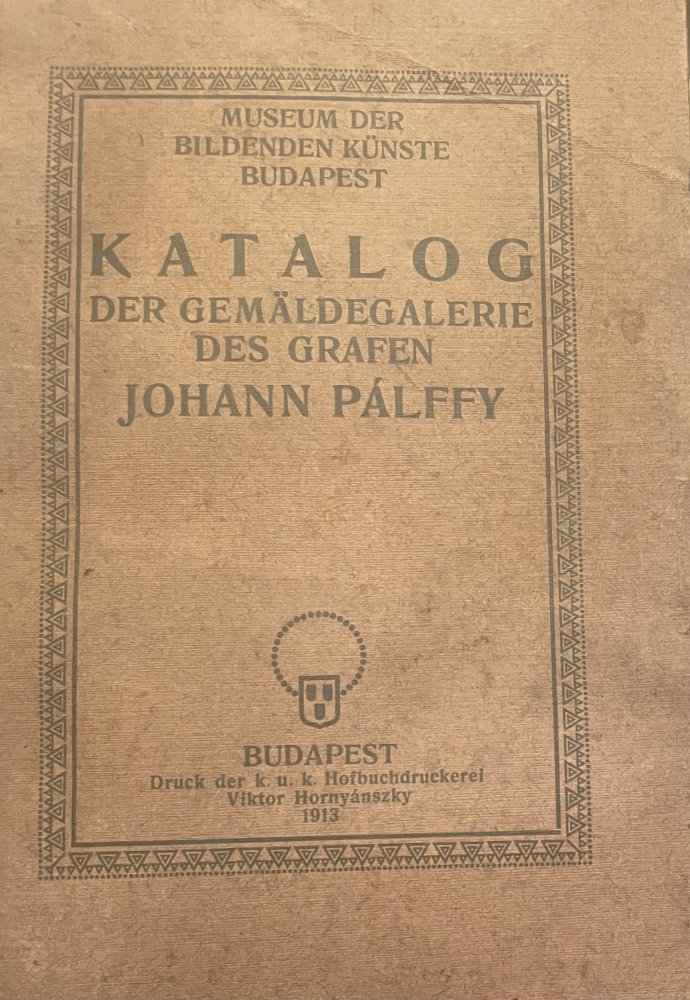 MUSEUM DER
BILDENDEN KÜNSTE
BUDAPEST
KATALOG
DER GEMÄLDEGALERIE
DES GRAFEN
JOHANN PÁLFFY
BUDAPEST
Druck der k. u. k. Hofbuchdruckerei
Viktor Hornyánszky
1913